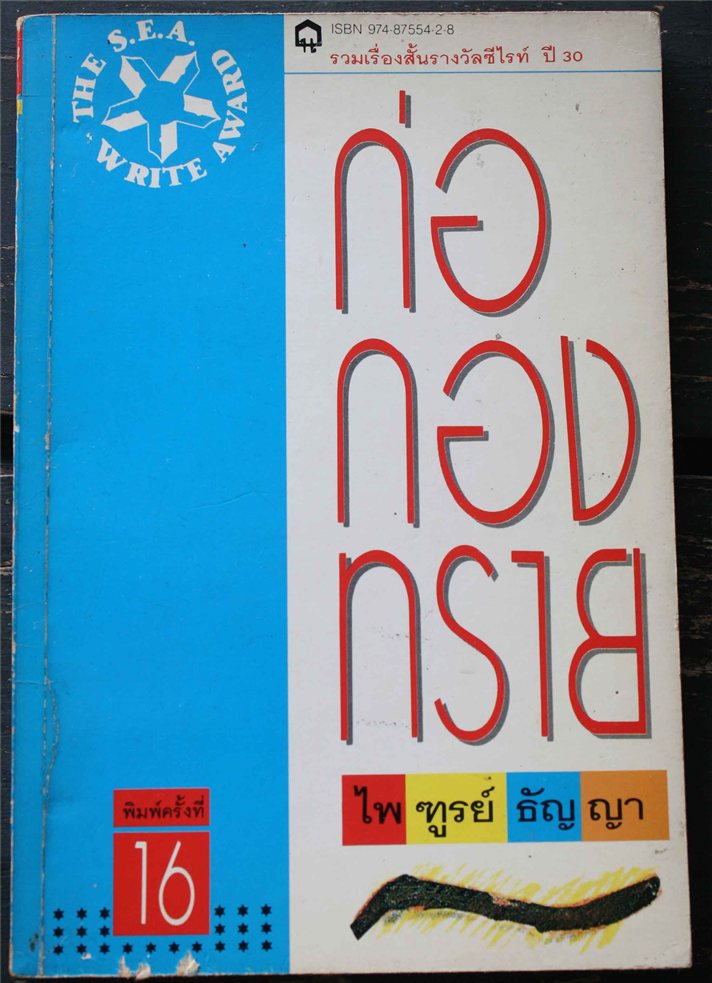 THE S.E.A. WRITE AWARD
ISBN 974-87554-2-8
รวมเรื่องสั้นรางวัลซีไรท์ ปี 30
ก่อ
กอง
ทราย
ไพฑูรย์ ธัญญา
พิมพ์ครั้งที่
16